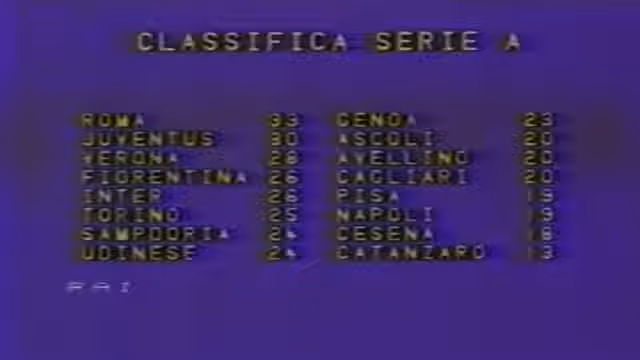 CLASSIFICA SERIE A
ROMA 33 GENOA 23
JUVENTUS 30 ASCOLI 20
VERONA 28 AVELLINO 20
FIORENTINA 26 CAGLIARI 20
INTER 26 PISA 19
TORINO 25 NAPOLI 19
SAMPDORIA 24 CESENA 18
UDINESE 24 CATANZARO 13
RAI